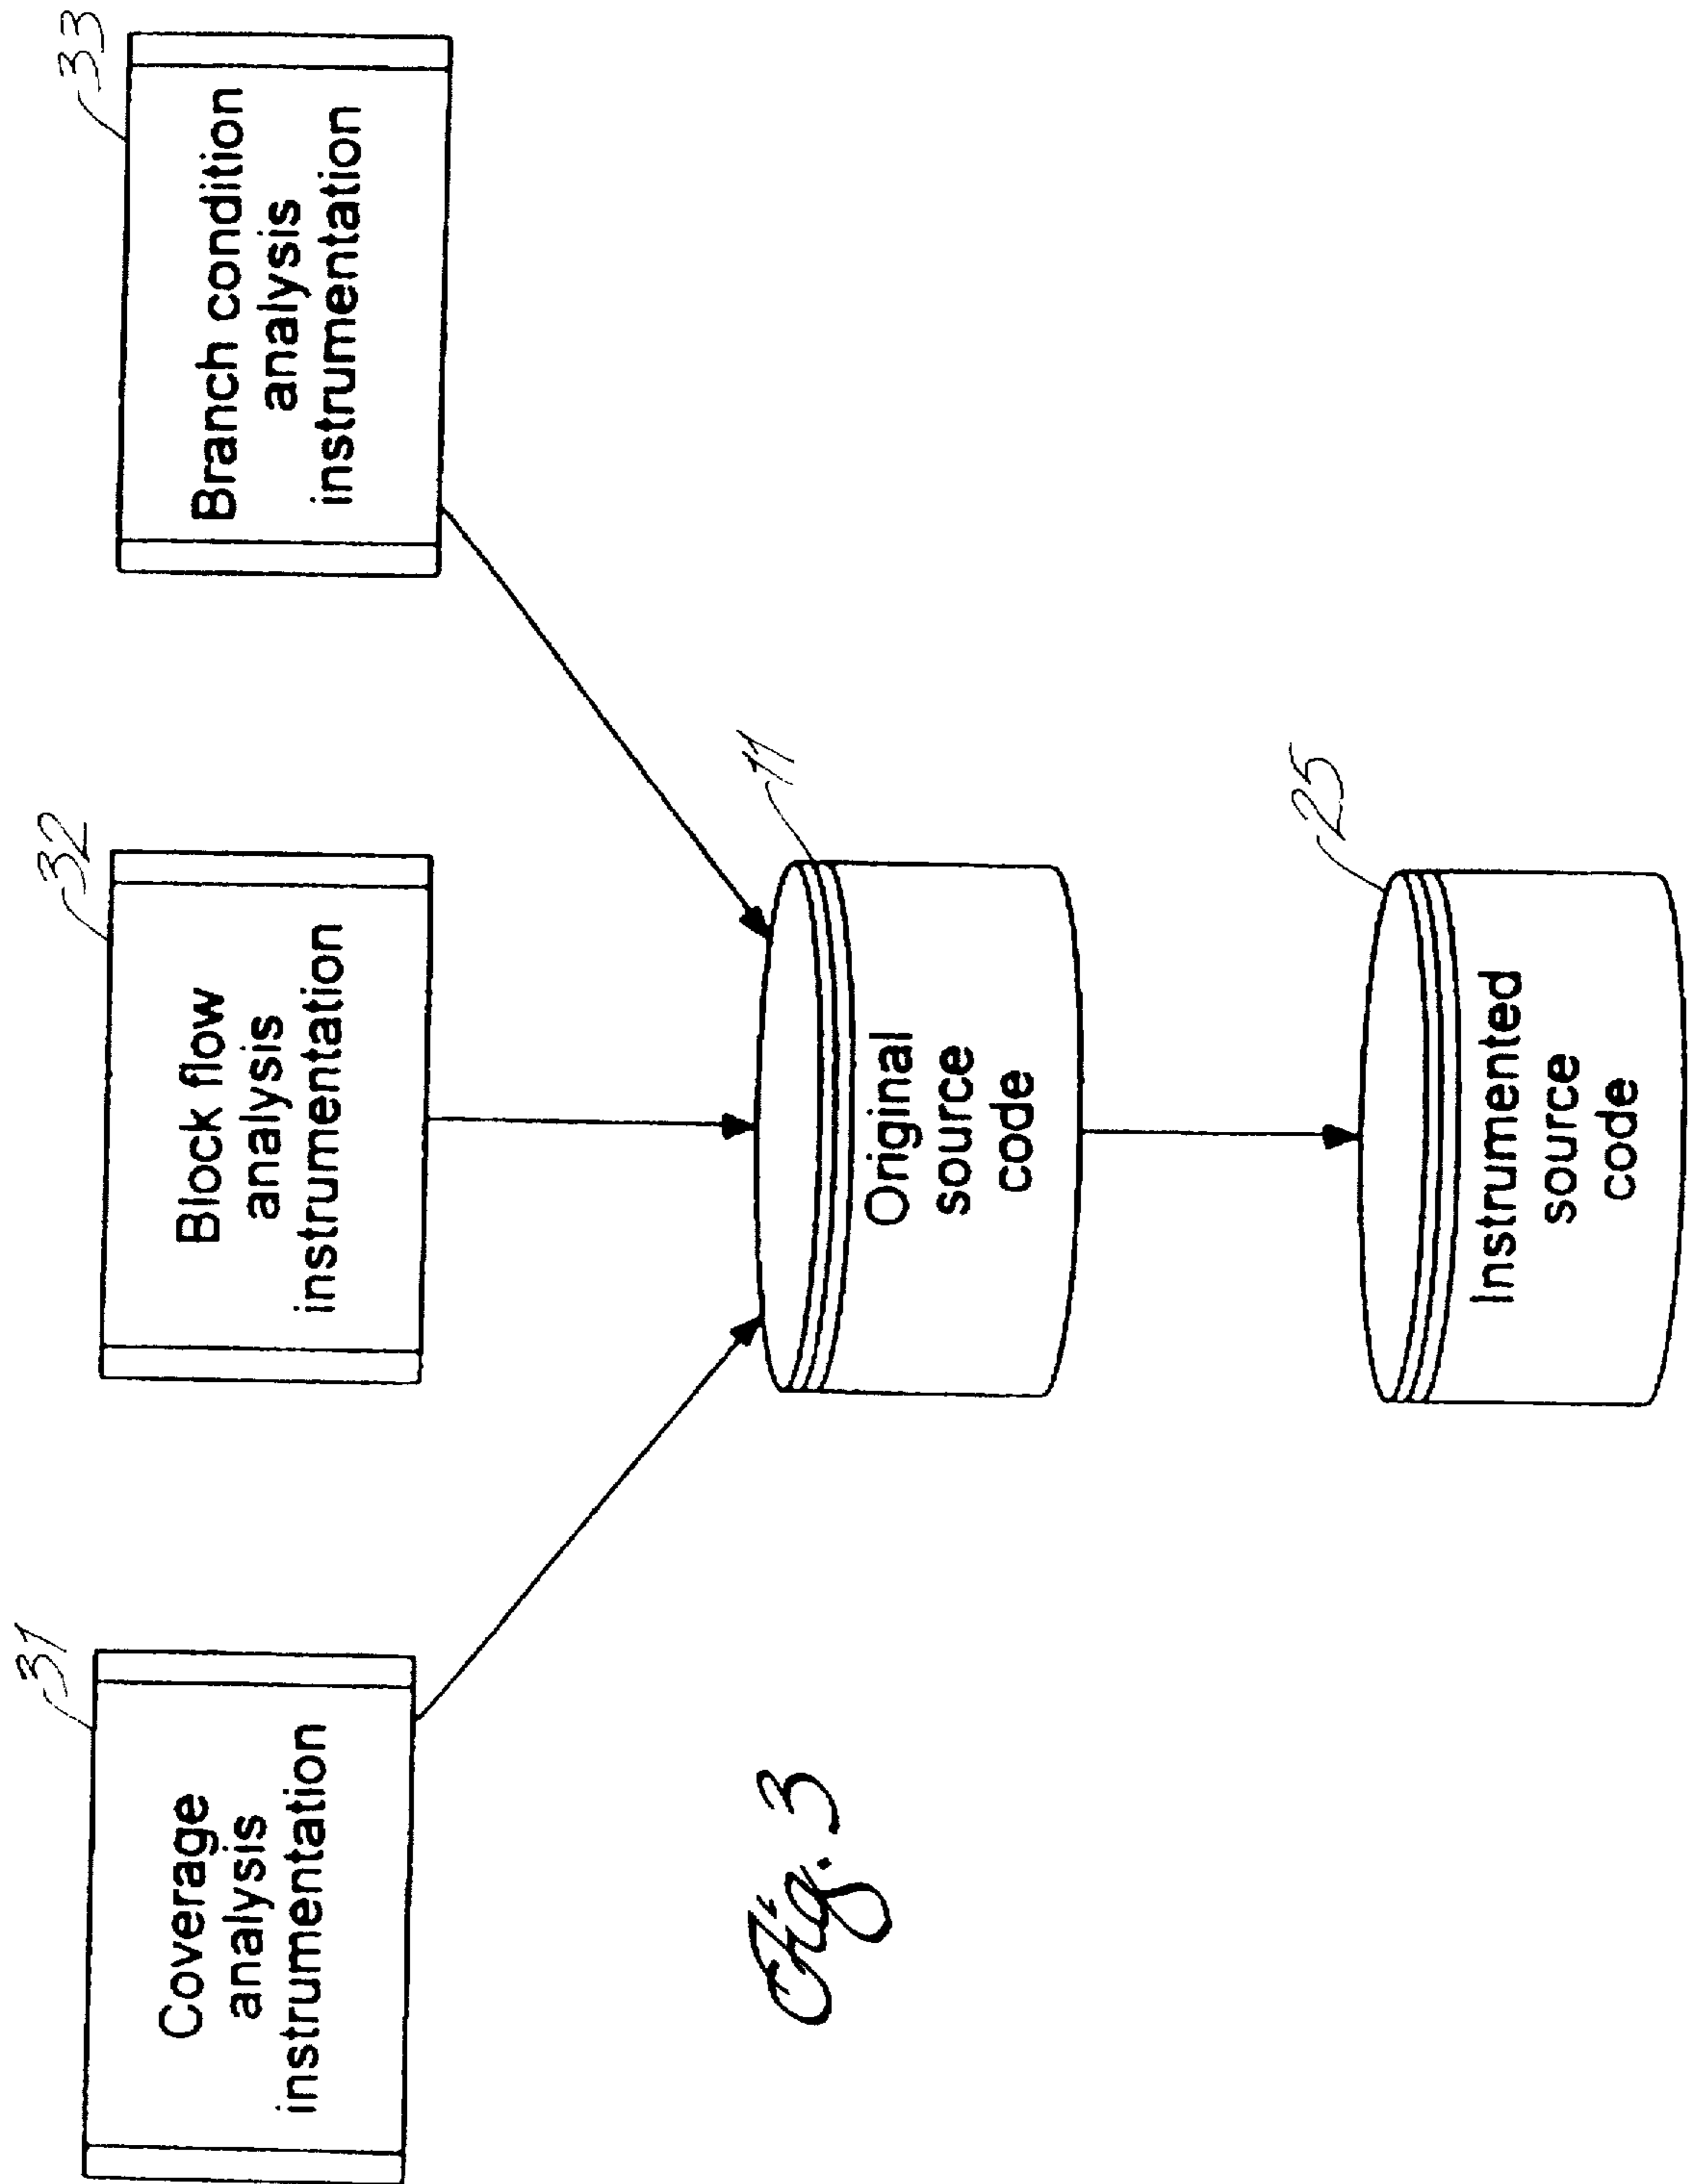 31
Coverage
analysis
instrumentation
32
Block flow
analysis
instrumentation
33
Branch condition
analysis
instrumentation
11
Original
source
code
25
Instrumented
source
code
Fig. 3